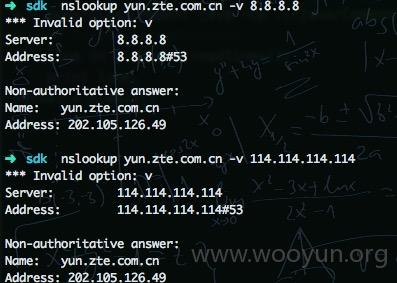 ➜ sdk nslookup yun.zte.com.cn -v 8.8.8.8
*** Invalid option: v
Server: 8.8.8.8
Address: 8.8.8.8#53
Non-authoritative answer:
Name: yun.zte.com.cn
Address: 202.105.126.49
➜ sdk nslookup yun.zte.com.cn -v 114.114.114.114
*** Invalid option: v
Server: 114.114.114.114
Address: 114.114.114.114#53
Non-authoritative answer:
Name: yun.zte.com.cn
Address: 202.105.126.49
www.wooyun.org